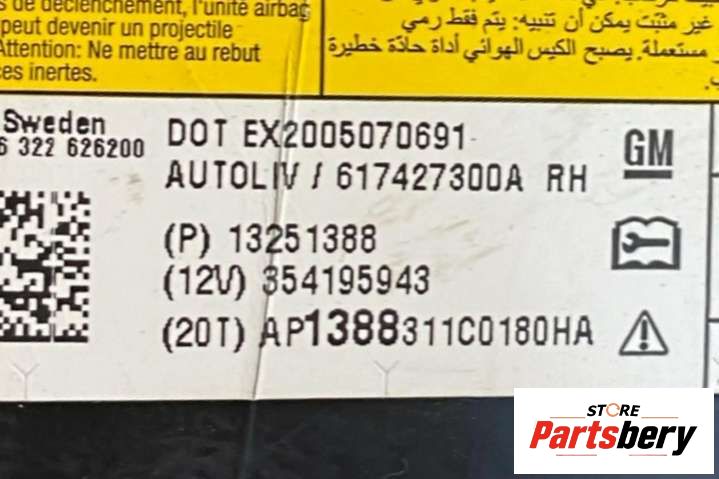 de déclenchement, l'unité airbag
peut devenir un projectile
Attention: Ne mettre au rebut
inertes.
غير مثبت يمكن أن
تنبيه: يتم فقط رمي
مستعملة. يصبح الكيس الهوائي أداة حادّة خطيرة
Sweden
6 322 626200
DOT EX2005070691
AUTOLIV / 617427300A RH
GM
(P) 13251388
(12V) 354195943
(20T) AP1388311C0180HA
STORE
Partsbery